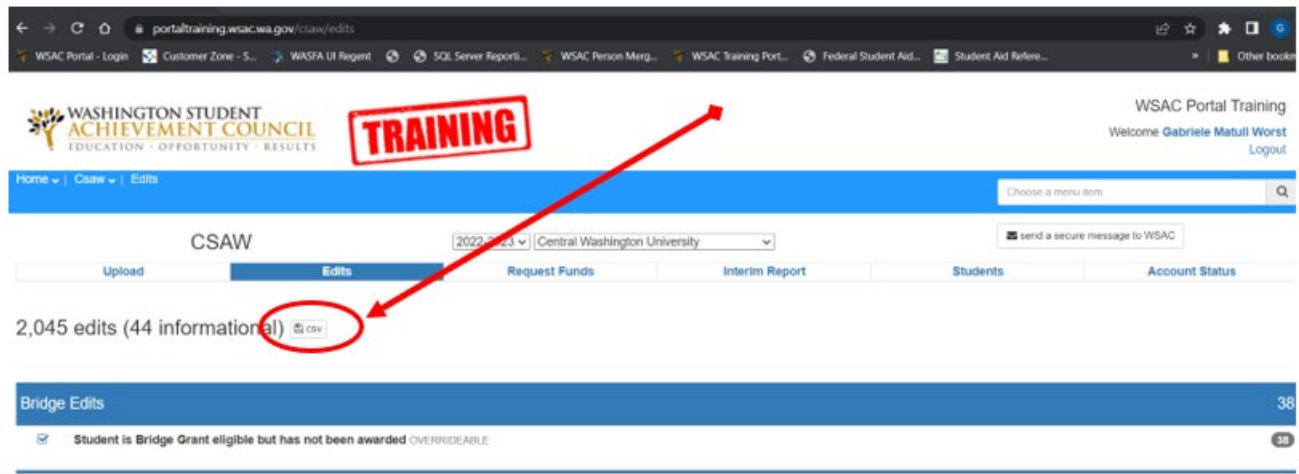 portaltraining.wsac.wa.gov/csaw/edits
WSAC Portal - Login Customer Zone - S... WASFA UI Regent SQL Server Reporti... WSAC Person Merg... WSAC Training Port... Federal Student Aid... Student Aid Refere... » Other bookm
WASHINGTON STUDENT
ACHIEVEMENT COUNCIL
EDUCATION · OPPORTUNITY · RESULTS
TRAINING
WSAC Portal Training
Welcome Gabriele Matull Worst
Logout
Home | Csaw | Edits
Choose a menu item
CSAW 2022-2023 Central Washington University send a secure message to WSAC
Upload Edits Request Funds Interim Report Students Account Status
2,045 edits (44 informational) csv
Bridge Edits 38
Student is Bridge Grant eligible but has not been awarded OVERRIDEABLE 38